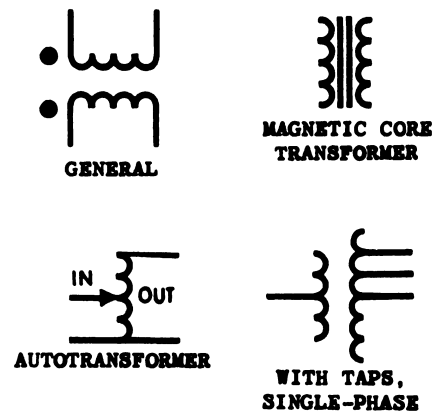 GENERAL
MAGNETIC CORE
TRANSFORMER
IN
OUT
AUTOTRANSFORMER
WITH TAPS,
SINGLE-PHASE